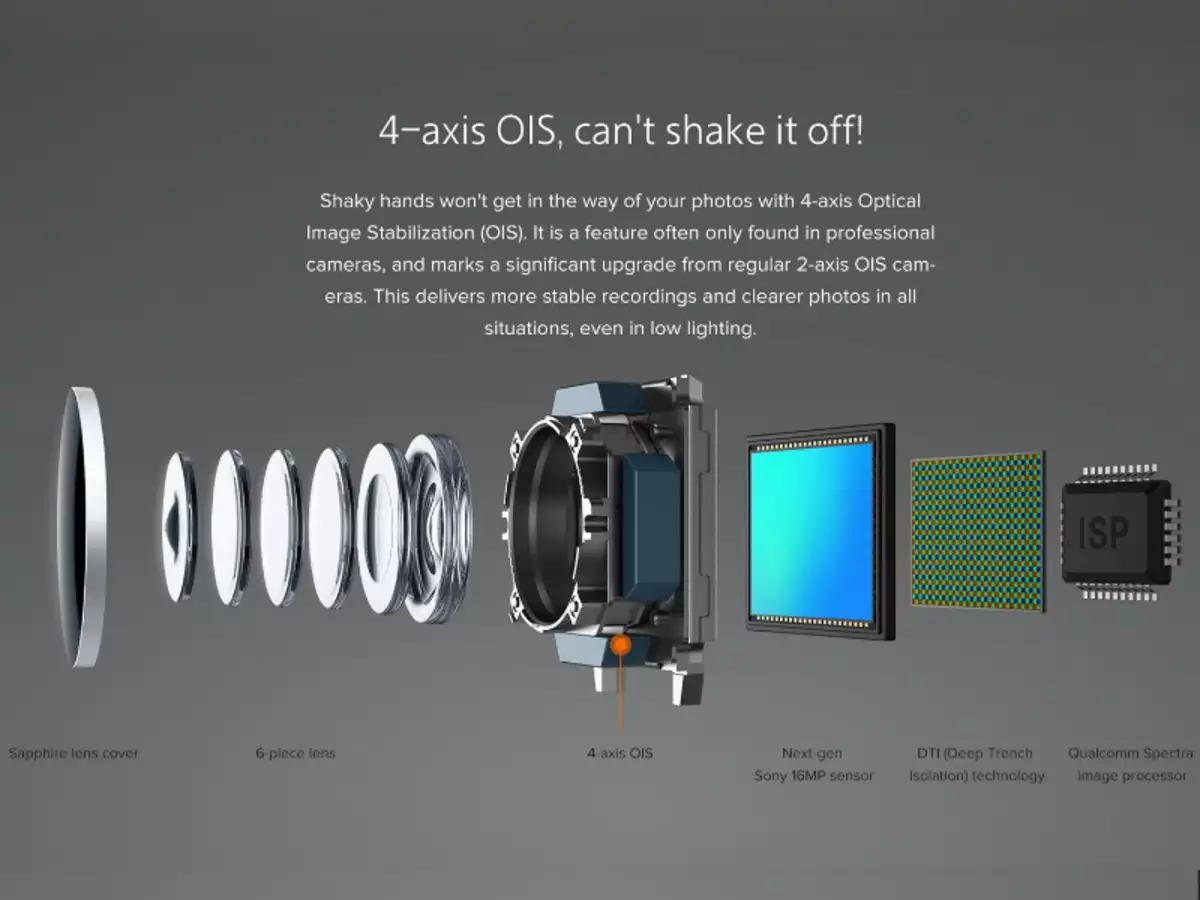 4-axis OIS, can't shake it off!
Shaky hands won't get in the way of your photos with 4-axis Optical
Image Stabilization (OIS). It is a feature often only found in professional
cameras, and marks a significant upgrade from regular 2-axis OIS cam-
eras. This delivers more stable recordings and clearer photos in all
situations, even in low lighting.
ISP
Sapphire lens cover
6-piece lens
4-axis OIS
Next-gen
Sony 16MP sensor
DTI (Deep Trench
Isolation) technology
Qualcomm Spectra
image processor